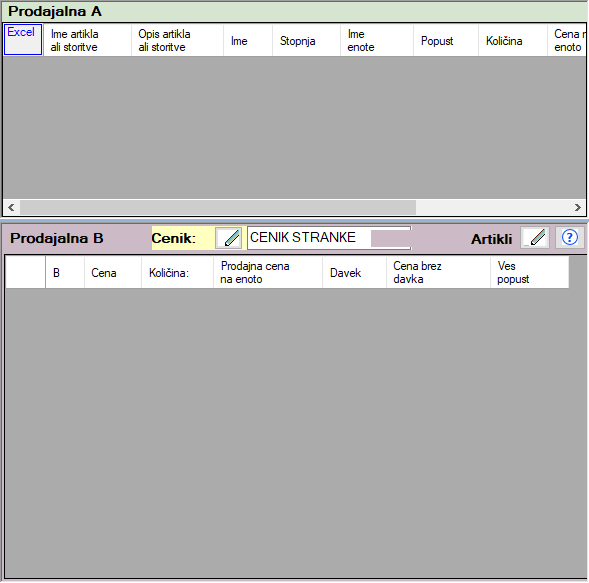 Prodajalna A
Excel
Ime artikla
ali storitve
Opis artikla
ali storitve
Ime
Stopnja
Ime
enote
Popust
Količina
Cena
enoto
Prodajalna B
Cenik:
CENIK STRANKE
Artikli
B
Cena
Količina:
Prodajna cena
na enoto
Davek
Cena brez
davka
Ves
popust